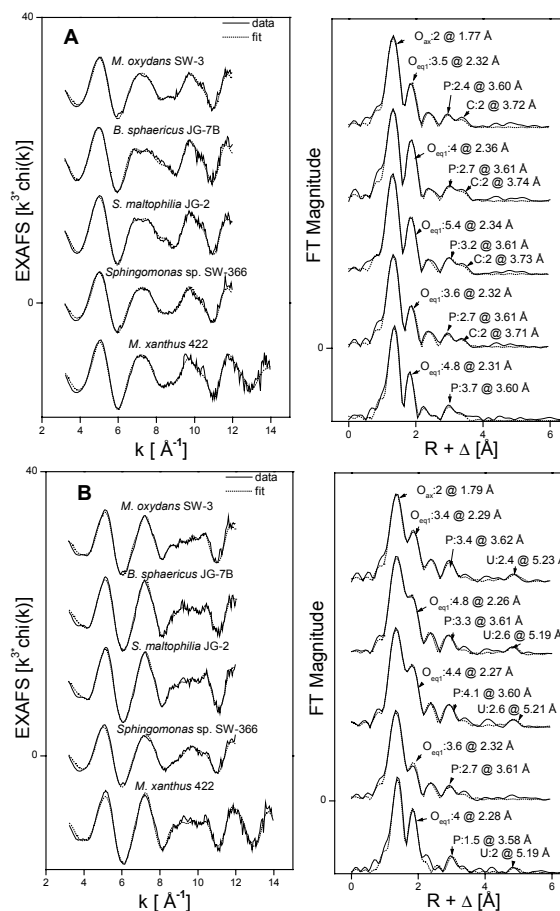 40
A
data
fit
M. oxydans SW-3
B. sphaericus JG-7B
S. maltophilia JG-2
Sphingomonas sp. SW-366
M. xanthus 422
EXAFS [k³*chi(k)]
0
2 4 6 8 10 12 14
k [ Å⁻¹]
O_ax:2 @ 1.77 Å
O_eq1:3.5 @ 2.32 Å
P:2.4 @ 3.60 Å
C:2 @ 3.72 Å
O_eq1:4 @ 2.36 Å
P:2.7 @ 3.61 Å
C:2 @ 3.74 Å
O_eq1:5.4 @ 2.34 Å
P:3.2 @ 3.61 Å
C:2 @ 3.73 Å
O_eq1:3.6 @ 2.32 Å
P:2.7 @ 3.61 Å
C:2 @ 3.71 Å
O_eq1:4.8 @ 2.31 Å
P:3.7 @ 3.60 Å
FT Magnitude
0
0 2 4 6
R + Δ [Å]
40
B
data
fit
M. oxydans SW-3
B. sphaericus JG-7B
S. maltophilia JG-2
Sphingomonas sp. SW-366
M. xanthus 422
EXAFS [k³*chi(k)]
0
2 4 6 8 10 12 14
k [ Å⁻¹]
O_ax:2 @ 1.79 Å
O_eq1:3.4 @ 2.29 Å
P:3.4 @ 3.62 Å
U:2.4 @ 5.23 Å
O_eq1:4.8 @ 2.26 Å
P:3.3 @ 3.61 Å
U:2.6 @ 5.19 Å
O_eq1:4.4 @ 2.27 Å
P:4.1 @ 3.60 Å
U:2.6 @ 5.21 Å
O_eq1:3.6 @ 2.32 Å
P:2.7 @ 3.61 Å
O_eq1:4 @ 2.28 Å
P:1.5 @ 3.58 Å
U:2 @ 5.19 Å
FT Magnitude
0
0 2 4 6
R + Δ [Å]